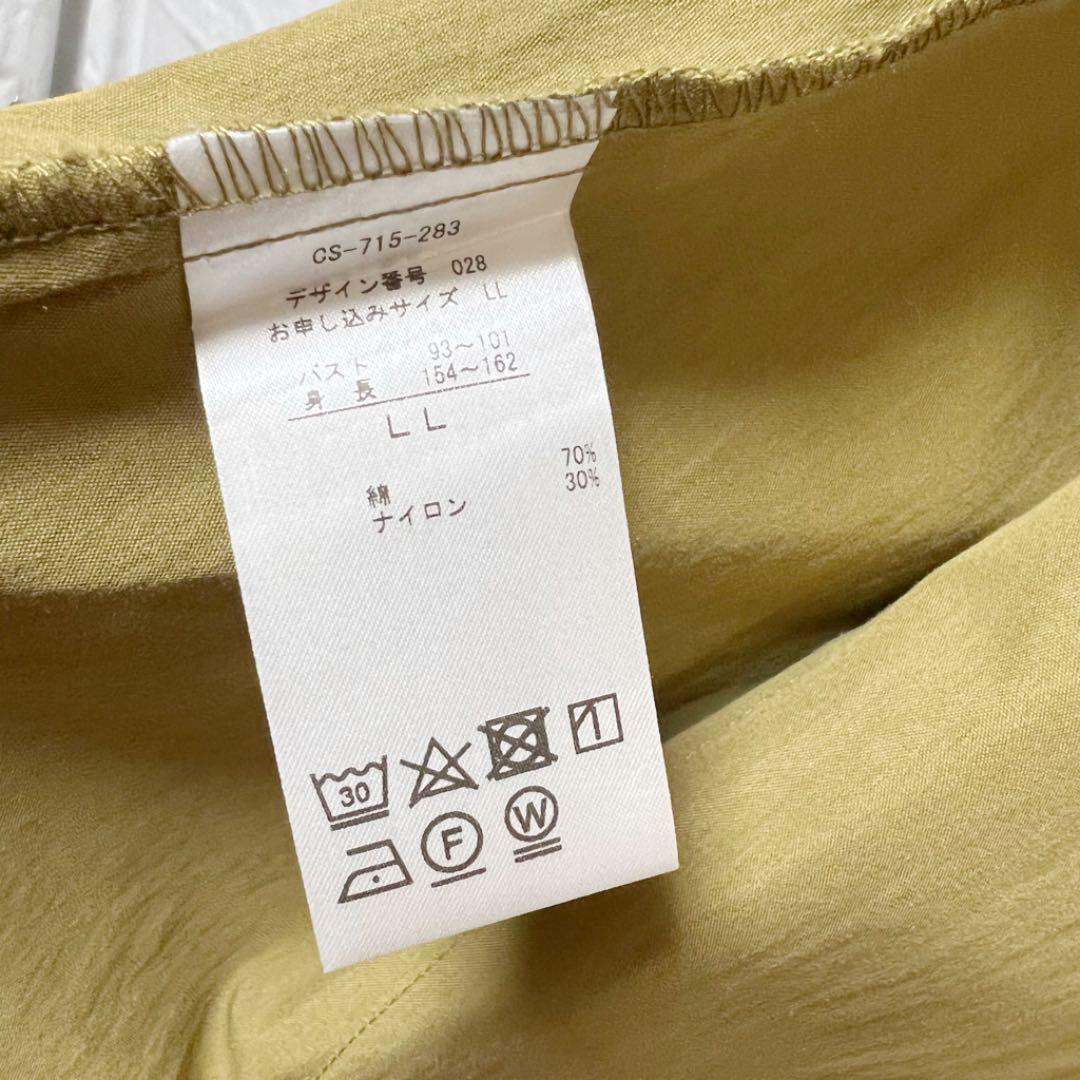 CS-715-283
デザイン番号 028
お申し込みサイズ LL
バスト 93～101
身長 154～162
LL
綿 70%
ナイロン 30%
1
30
F
W